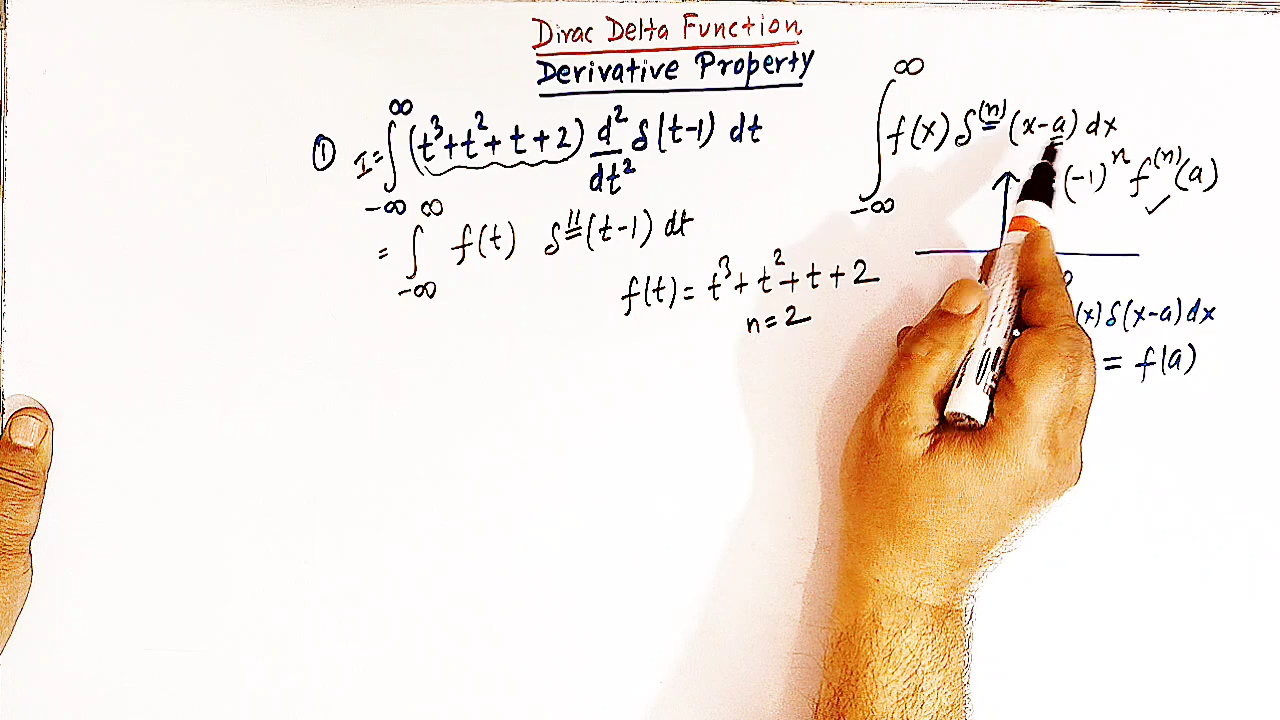 Dirac Delta Function
Derivative Property
① I = ∫_{-∞}^{∞} (t³+t²+t+2) d²/dt² δ(t-1) dt
= ∫_{-∞}^{∞} f(t) δ''(t-1) dt
f(t) = t³+t²+t+2
n=2
∫_{-∞}^{∞} f(x) δ^{(n)} (x-a) dx
(-1)^n f^{(n)}(a) ✓
(x) δ(x-a) dx
= f(a)